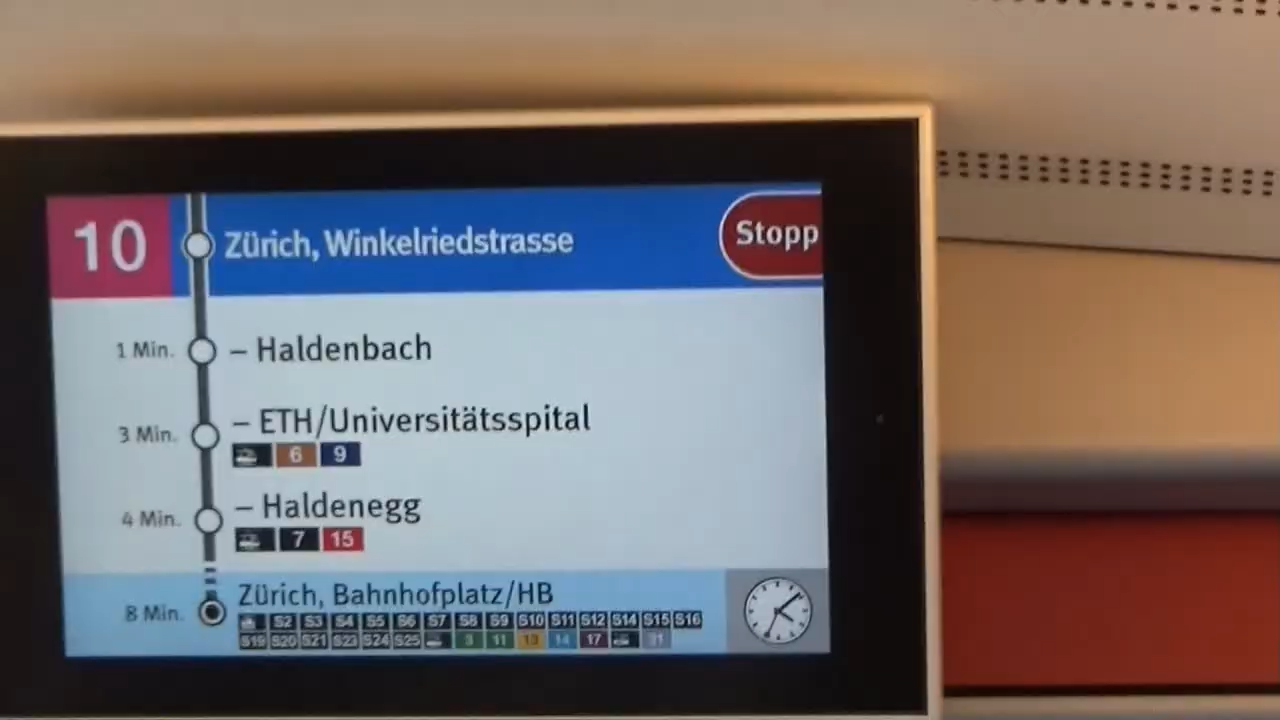 10 Zürich, Winkelriedstrasse Stopp
1 Min. – Haldenbach
3 Min. – ETH/Universitätsspital
6 9
4 Min. – Haldenegg
7 15
8 Min. Zürich, Bahnhofplatz/HB
S2 S3 S4 S5 S6 S7 S8 S9 S10 S11 S12 S14 S15 S16
S19 S20 S21 S23 S24 S25 3 11 13 14 17 31